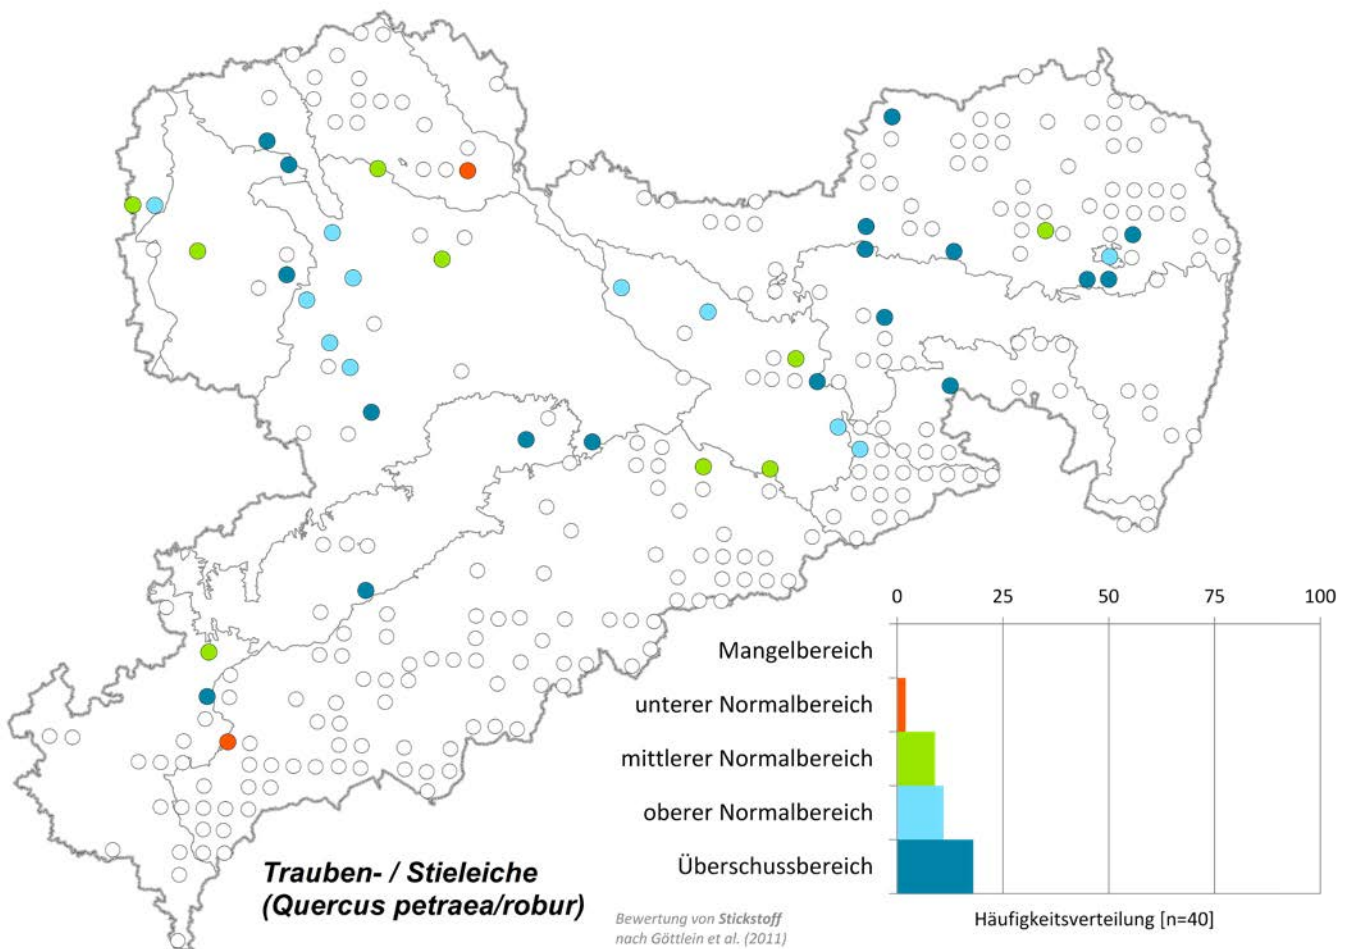 0 25 50 75 100
Mangelbereich
unterer Normalbereich
mittlerer Normalbereich
oberer Normalbereich
Überschussbereich
Häufigkeitsverteilung [n=40]
Trauben- / Stieleiche
(Quercus petraea/robur)
Bewertung von Stickstoff
nach Göttlein et al. (2011)